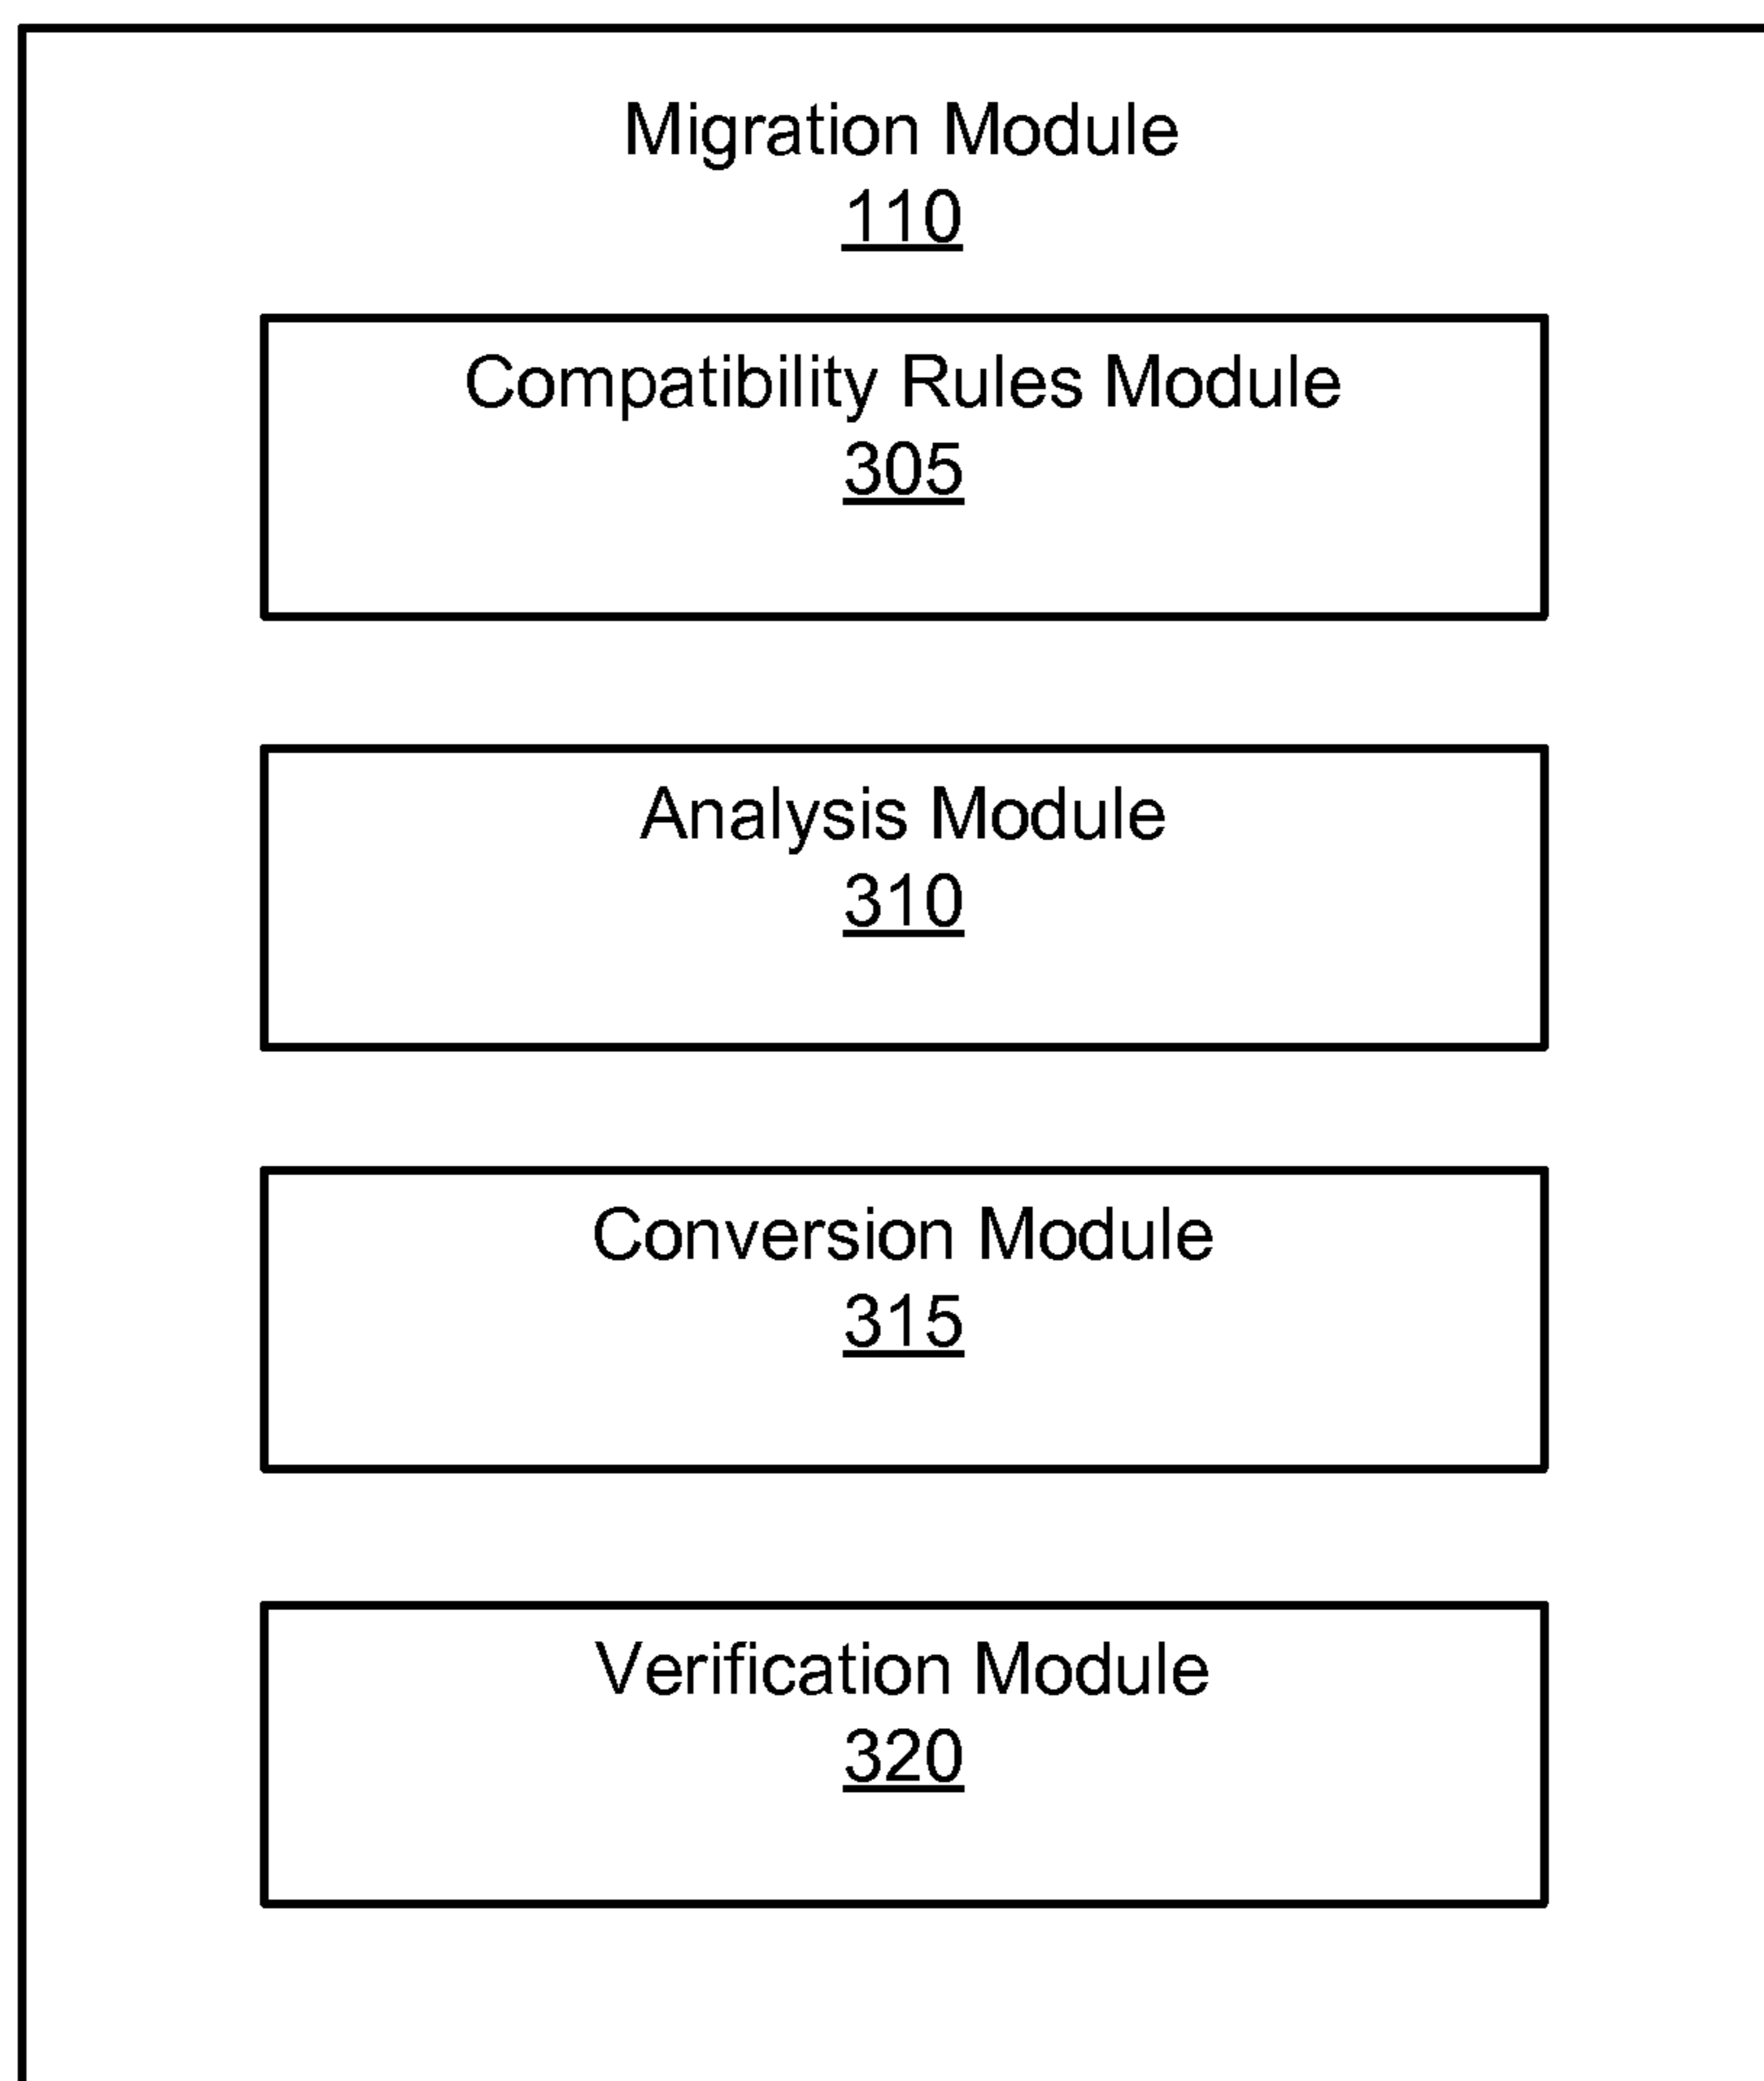 Migration Module
110
Compatibility Rules Module
305
Analysis Module
310
Conversion Module
315
Verification Module
320